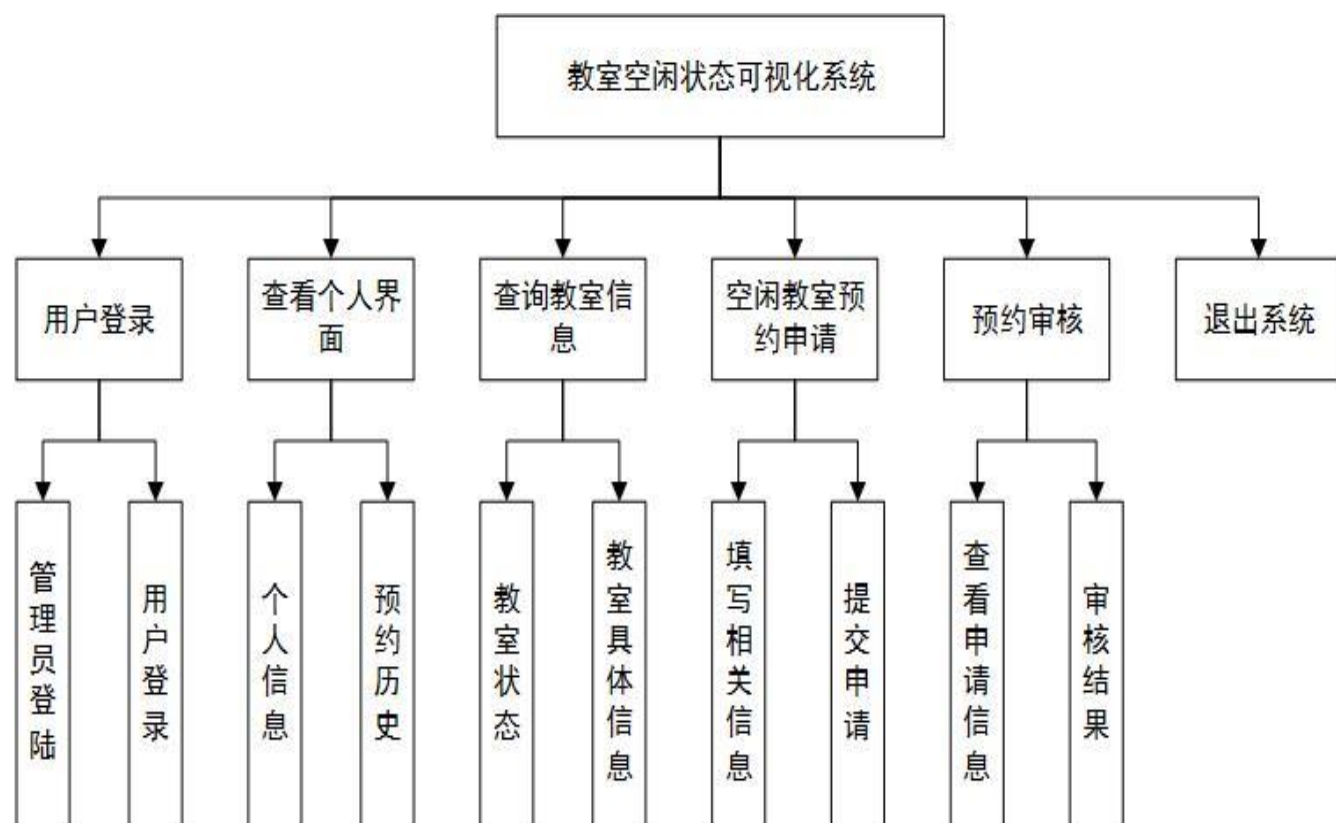 教室空闲状态可视化系统
用户登录
查看个人界
面
查询教室信
息
空闲教室预
约申请
预约审核
退出系统
管理员登陆
用户登录
个人信息
预约历史
教室状态
教室具体信息
填写相关信息
提交申请
查看申请信息
审核结果